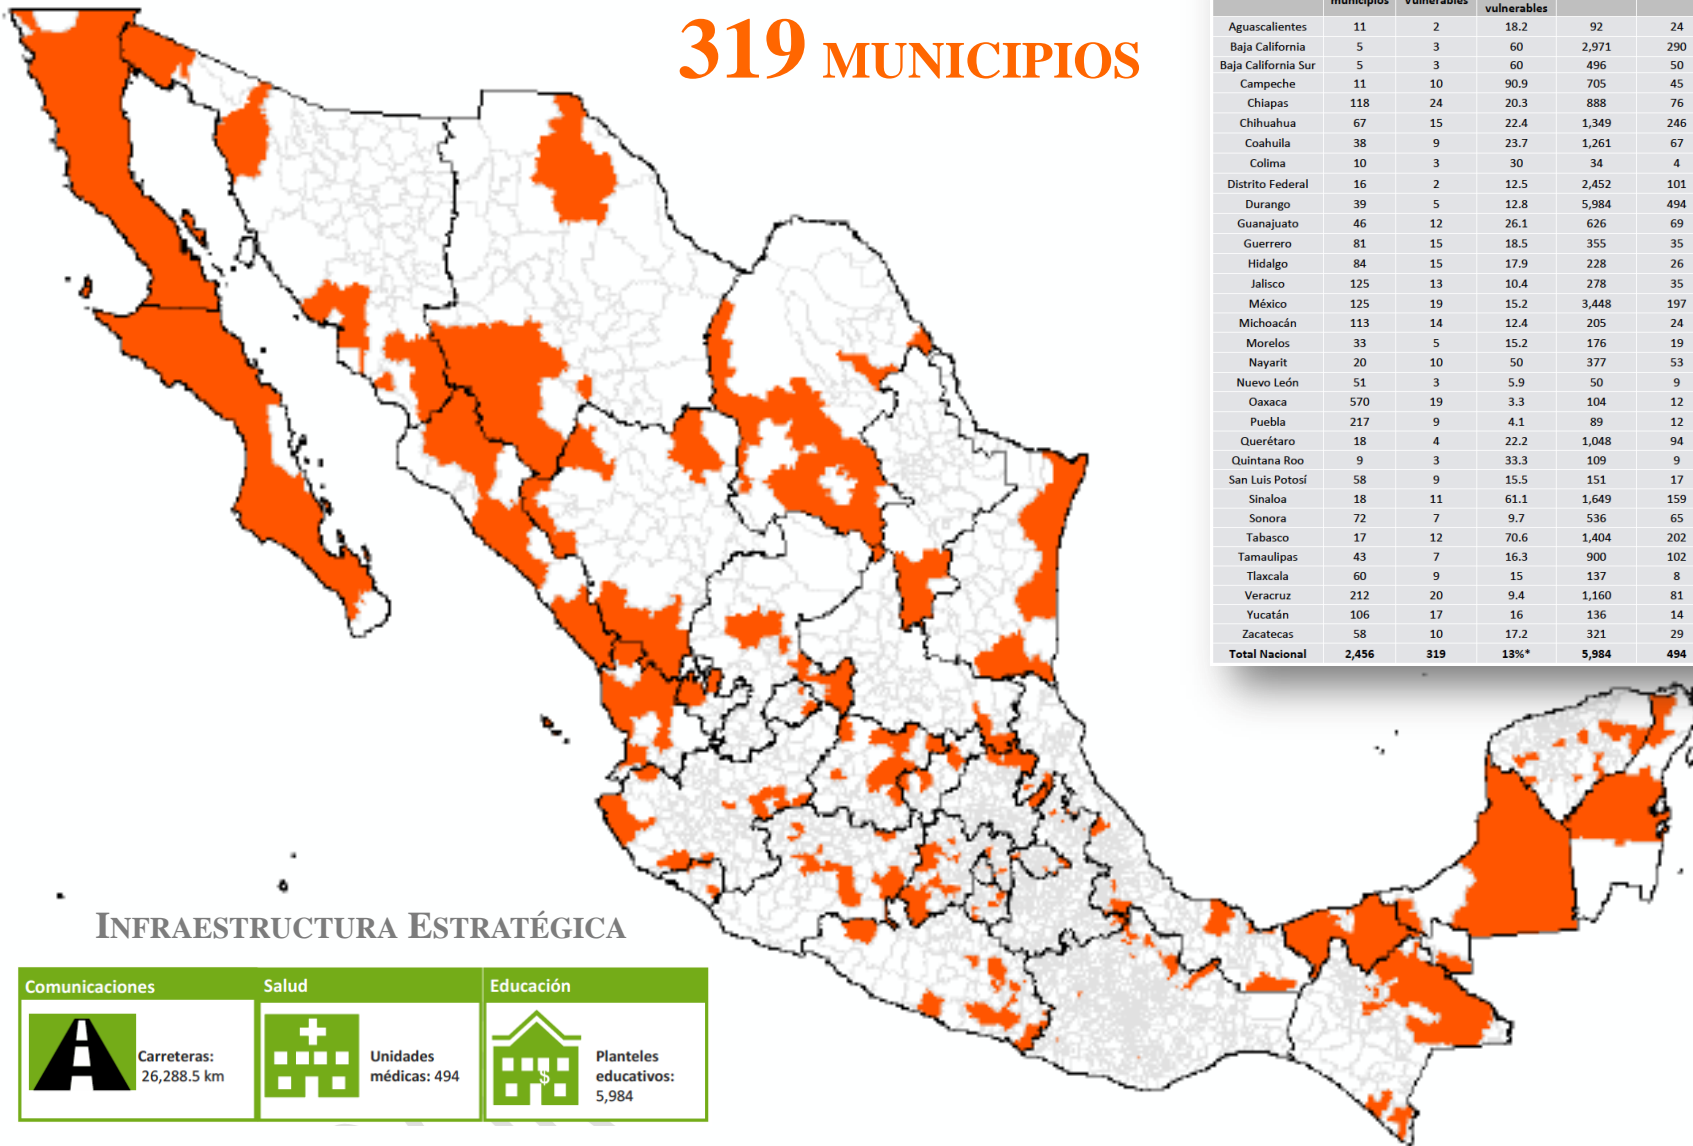 319 MUNICIPIOS
municipios vulnerables vulnerables
Aguascalientes 11 2 18.2 92 24
Baja California 5 3 60 2,971 290
Baja California Sur 5 3 60 496 50
Campeche 11 10 90.9 705 45
Chiapas 118 24 20.3 888 76
Chihuahua 67 15 22.4 1,349 246
Coahuila 38 9 23.7 1,261 67
Colima 10 3 30 34 4
Distrito Federal 16 2 12.5 2,452 101
Durango 39 5 12.8 5,984 494
Guanajuato 46 12 26.1 626 69
Guerrero 81 15 18.5 355 35
Hidalgo 84 15 17.9 228 26
Jalisco 125 13 10.4 278 35
México 125 19 15.2 3,448 197
Michoacán 113 14 12.4 205 24
Morelos 33 5 15.2 176 19
Nayarit 20 10 50 377 53
Nuevo León 51 3 5.9 50 9
Oaxaca 570 19 3.3 104 12
Puebla 217 9 4.1 89 12
Querétaro 18 4 22.2 1,048 94
Quintana Roo 9 3 33.3 109 9
San Luis Potosí 58 9 15.5 151 17
Sinaloa 18 11 61.1 1,649 159
Sonora 72 7 9.7 536 65
Tabasco 17 12 70.6 1,404 202
Tamaulipas 43 7 16.3 900 102
Tlaxcala 60 9 15 137 8
Veracruz 212 20 9.4 1,160 81
Yucatán 106 17 16 136 14
Zacatecas 58 10 17.2 321 29
Total Nacional 2,456 319 13%* 5,984 494
INFRAESTRUCTURA ESTRATÉGICA
Comunicaciones Salud Educación
Carreteras:
26,288.5 km
Unidades
médicas: 494
$
Planteles
educativos:
5,984